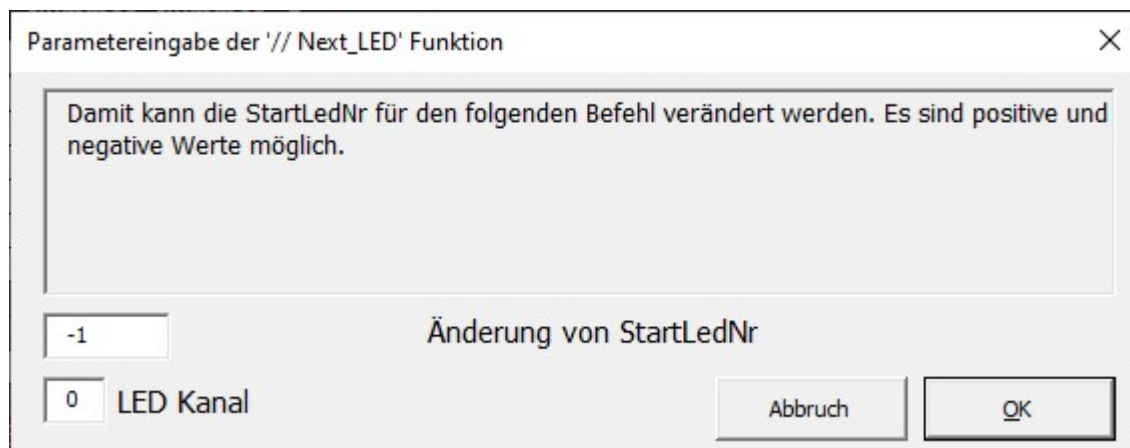 Parametereingabe der '// Next_LED' Funktion
Damit kann die StartLedNr für den folgenden Befehl verändert werden. Es sind positive und
negative Werte möglich.
-1 Änderung von StartLedNr
0 LED Kanal Abbruch OK